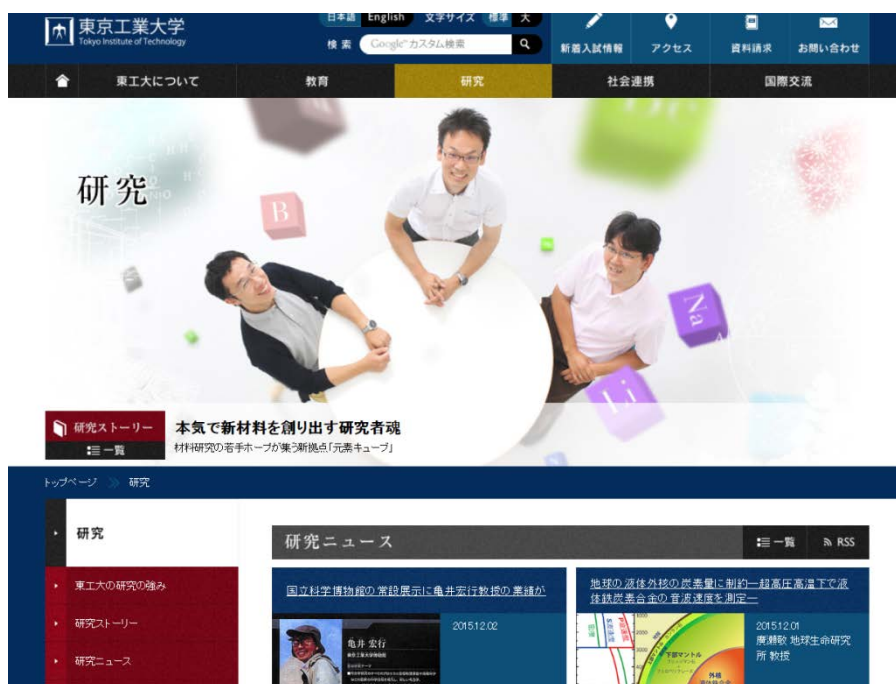 東京工業大学
Tokyo Institute of Technology
日本語 English 文字サイズ 標準 大
検索 Google カスタム検索
新着入試情報 アクセス 資料請求 お問い合わせ
東工大について 教育 研究 社会連携 国際交流
研究
B
Na
Li
研究ストーリー
一覧
本気で新材料を創り出す研究者魂
材料研究の若手ホープが集う新拠点「元素キューブ」
トップページ 研究
研究
東工大の研究の強み
研究ストーリー
研究ニュース
研究ニュース
一覧 RSS
国立科学博物館の常設展示に亀井宏行教授の業績が
2015.12.02
亀井 宏行
地球の液体外核の炭素量に制約―超高圧高温下で液
体鉄炭素合金の音波速度を測定―
2015.12.01
廣瀬敬 地球生命研究
所 教授
下部マントル
外核